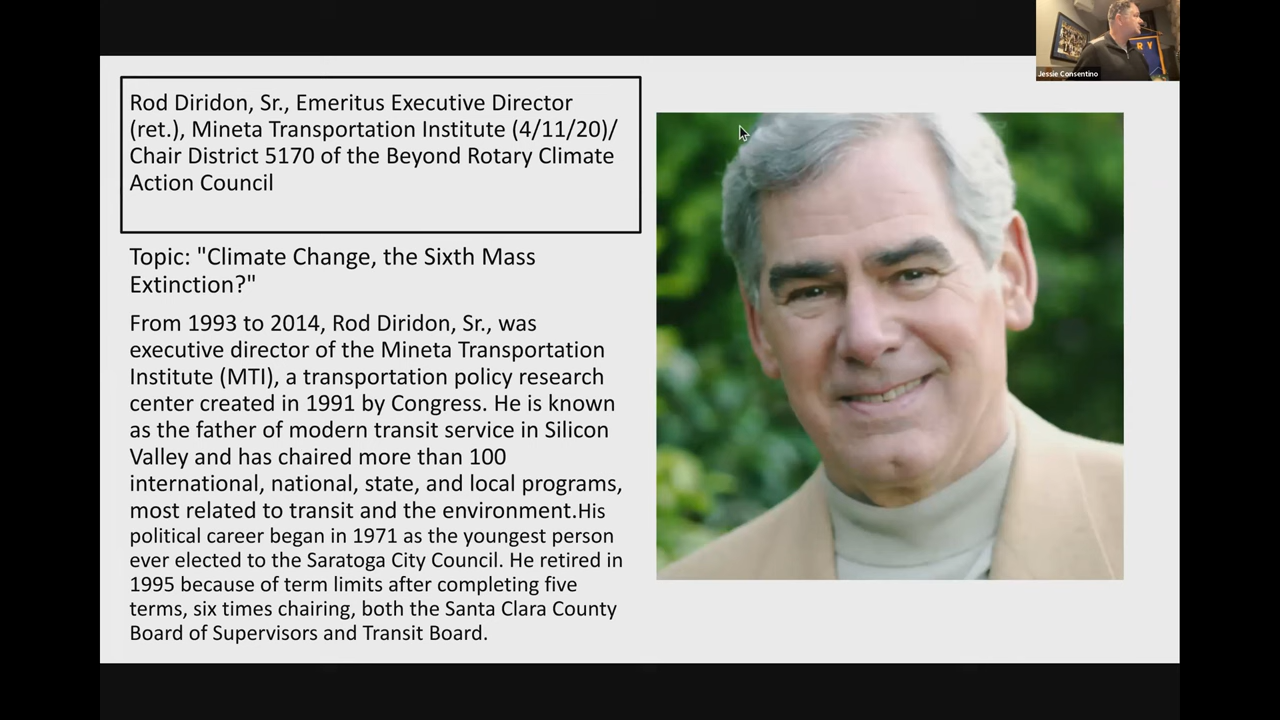 Rod Diridon, Sr., Emeritus Executive Director
(ret.), Mineta Transportation Institute (4/11/20)/
Chair District 5170 of the Beyond Rotary Climate
Action Council
Topic: "Climate Change, the Sixth Mass
Extinction?"
From 1993 to 2014, Rod Diridon, Sr., was
executive director of the Mineta Transportation
Institute (MTI), a transportation policy research
center created in 1991 by Congress. He is known
as the father of modern transit service in Silicon
Valley and has chaired more than 100
international, national, state, and local programs,
most related to transit and the environment.His
political career began in 1971 as the youngest person
ever elected to the Saratoga City Council. He retired in
1995 because of term limits after completing five
terms, six times chairing, both the Santa Clara County
Board of Supervisors and Transit Board.
R Y
Jessie Consentino